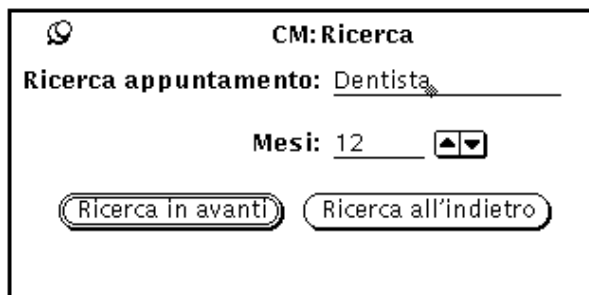 CM: Ricerca
Ricerca appuntamento: Dentista
Mesi: 12
Ricerca in avanti Ricerca all'indietro